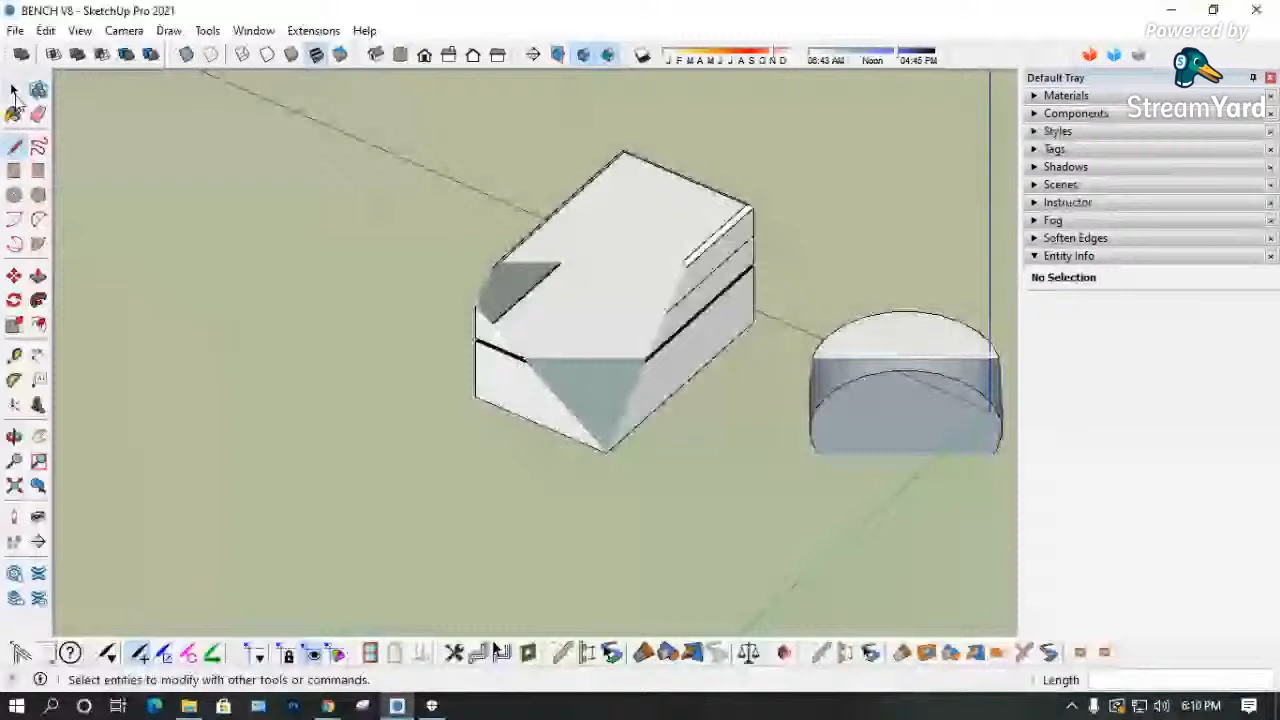 BENCH V8 - SketchUp Pro 2021
Powered by
File Edit View Camera Draw Tools Window Extensions Help
J F M A M J J A S O N D
06:43 AM Noon 04:45 PM
StreamYard
Default Tray
Materials
Components
Styles
Tags
Shadows
Scenes
Instructor
Fog
Soften Edges
Entity Info
No Selection
Select entities to modify with other tools or commands.
Length
6:10 PM